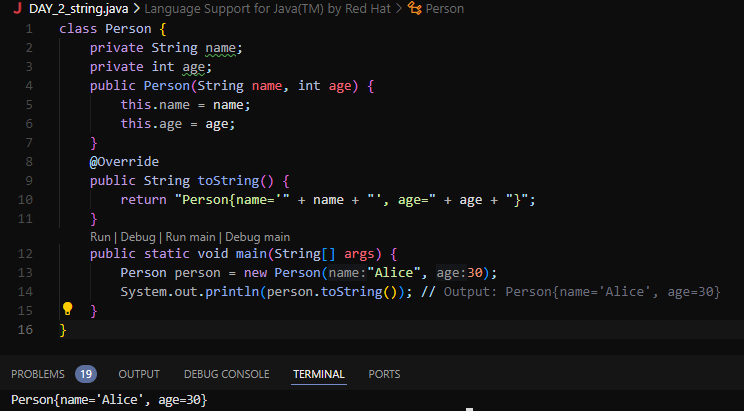 DAY_2_string.java > Language Support for Java(TM) by Red Hat > Person
1 class Person {
2 private String name;
3 private int age;
4 public Person(String name, int age) {
5 this.name = name;
6 this.age = age;
7 }
8 @Override
9 public String toString() {
10 return "Person{name='" + name + "', age=" + age + "}";
11 }
Run | Debug | Run main | Debug main
12 public static void main(String[] args) {
13 Person person = new Person(name:"Alice", age:30);
14 System.out.println(person.toString()); // Output: Person{name='Alice', age=30}
15 }
16 }
PROBLEMS 19 OUTPUT DEBUG CONSOLE TERMINAL PORTS
Person{name='Alice', age=30}